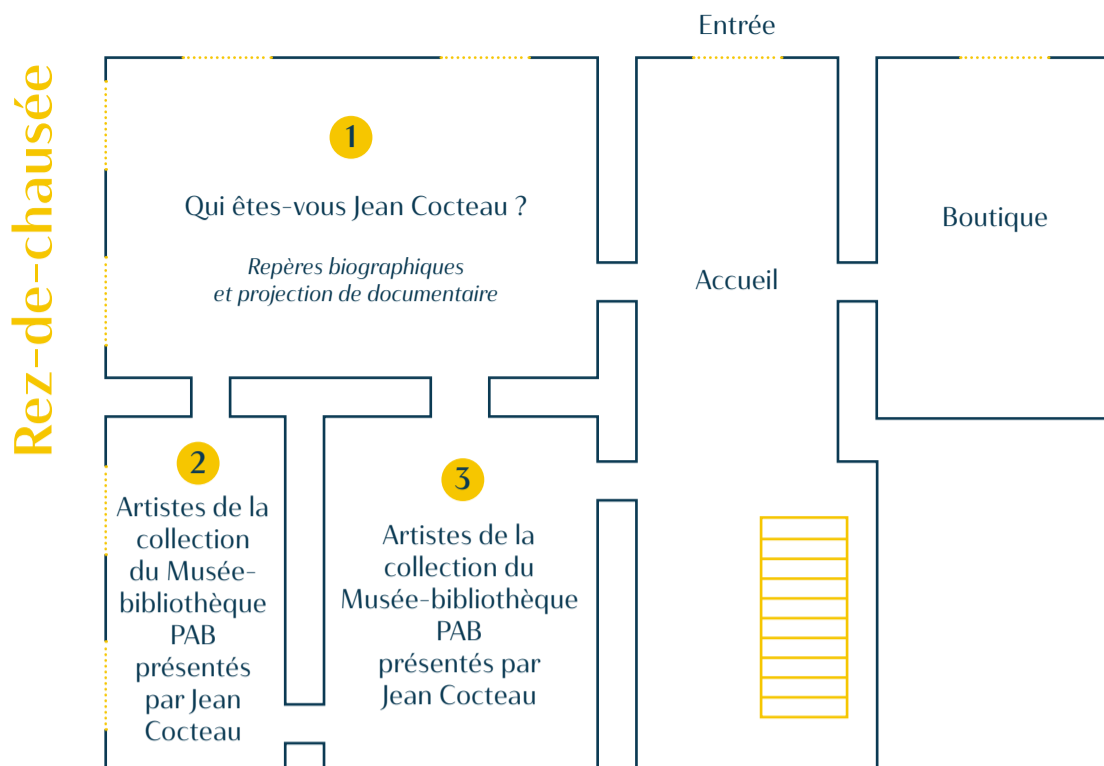 Rez-de-chausée
Entrée
1
Qui êtes-vous Jean Cocteau ?
Repères biographiques
et projection de documentaire
Accueil
Boutique
2
Artistes de la
collection
du Musée-
bibliothèque
PAB
présentés
par Jean
Cocteau
3
Artistes de la
collection du
Musée-bibliothèque
PAB
présentés par
Jean Cocteau